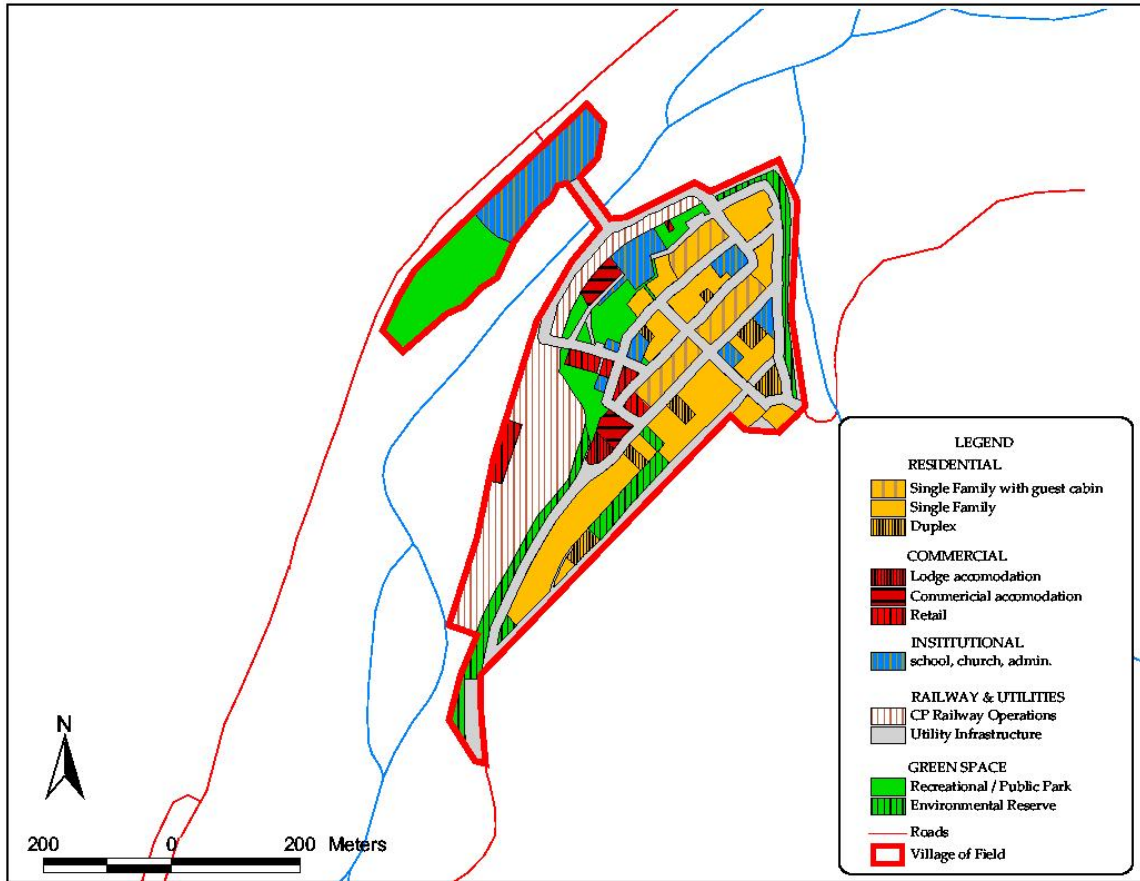 LEGEND
RESIDENTIAL
Single Family with guest cabin
Single Family
Duplex
COMMERCIAL
Lodge accomodation
Commericial accomodation
Retail
INSTITUTIONAL
school, church, admin.
RAILWAY & UTILITIES
CP Railway Operations
Utility Infrastructure
GREEN SPACE
Recreational / Public Park
Environmental Reserve
Roads
Village of Field
N
200 0 200 Meters